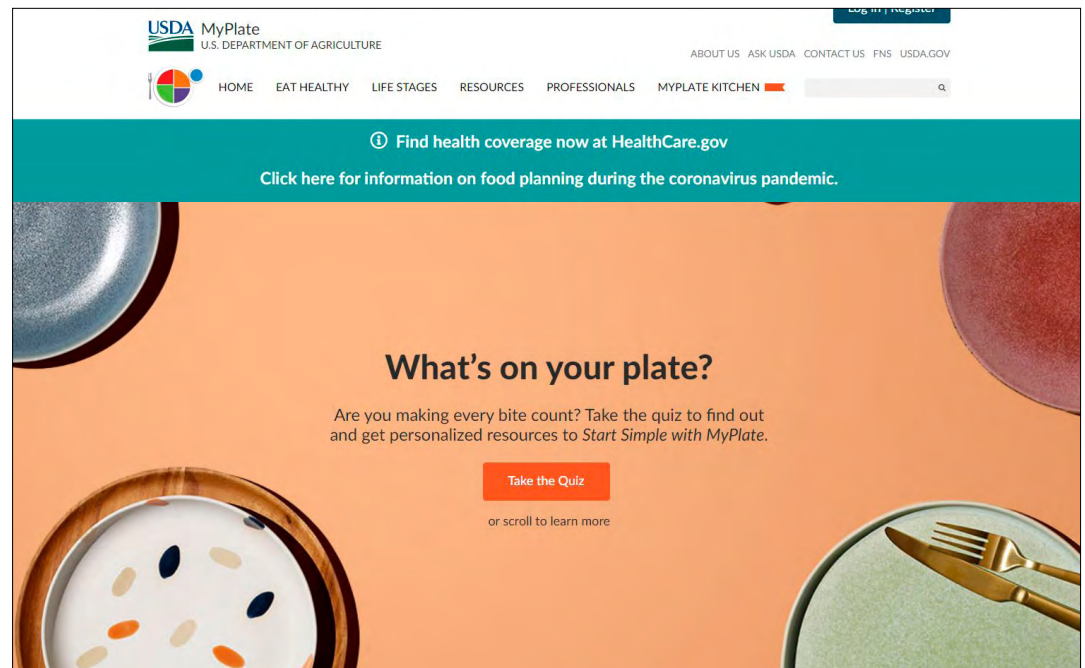 Log in | Register
USDA MyPlate
U.S. DEPARTMENT OF AGRICULTURE
ABOUT US ASK USDA CONTACT US FNS USDA.GOV
HOME EAT HEALTHY LIFE STAGES RESOURCES PROFESSIONALS MYPLATE KITCHEN
Find health coverage now at HealthCare.gov
Click here for information on food planning during the coronavirus pandemic.
What's on your plate?
Are you making every bite count? Take the quiz to find out
and get personalized resources to Start Simple with MyPlate.
Take the Quiz
or scroll to learn more